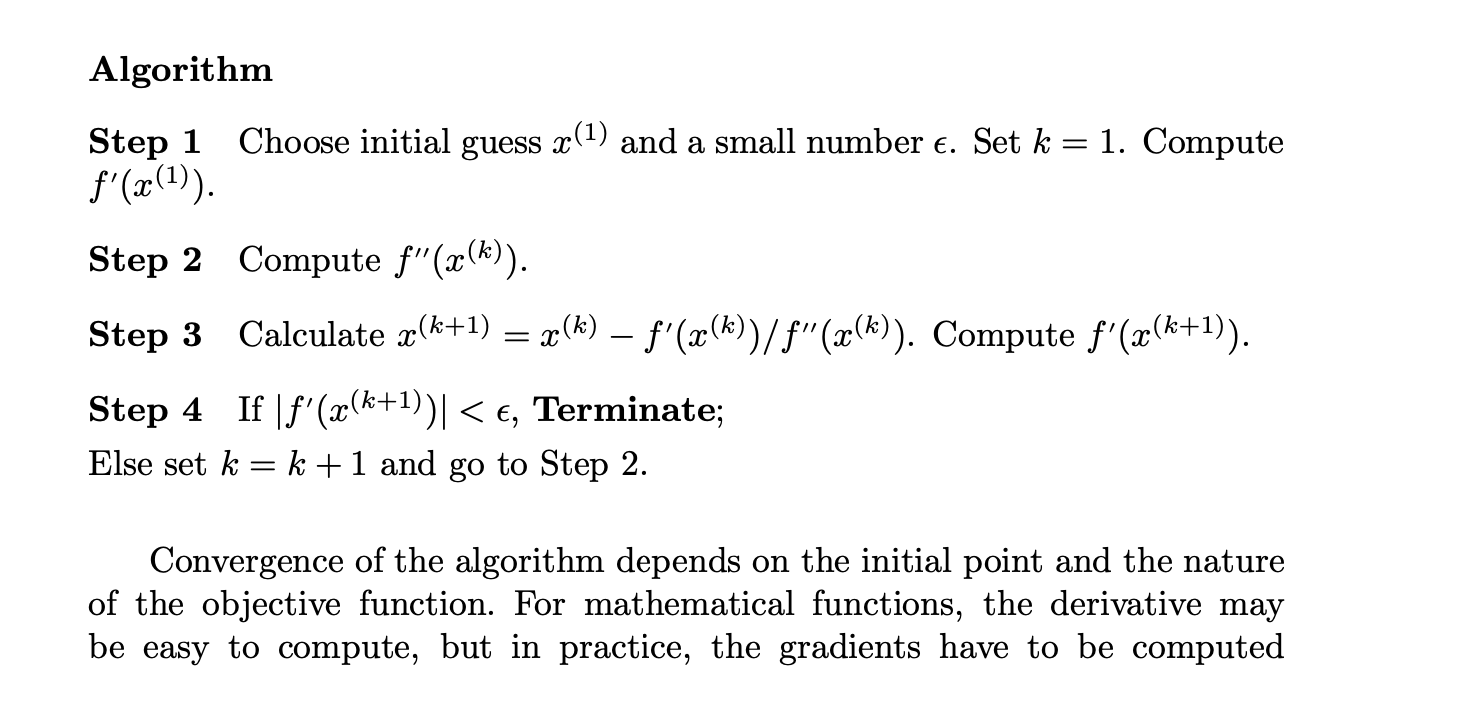 Algorithm
Step 1 Choose initial guess x^(1) and a small number ϵ. Set k = 1. Compute
f′(x^(1)).
Step 2 Compute f″(x^(k)).
Step 3 Calculate x^(k+1) = x^(k) − f′(x^(k))/f″(x^(k)). Compute f′(x^(k+1)).
Step 4 If |f′(x^(k+1))| < ϵ, Terminate;
Else set k = k + 1 and go to Step 2.
Convergence of the algorithm depends on the initial point and the nature
of the objective function. For mathematical functions, the derivative may
be easy to compute, but in practice, the gradients have to be computed